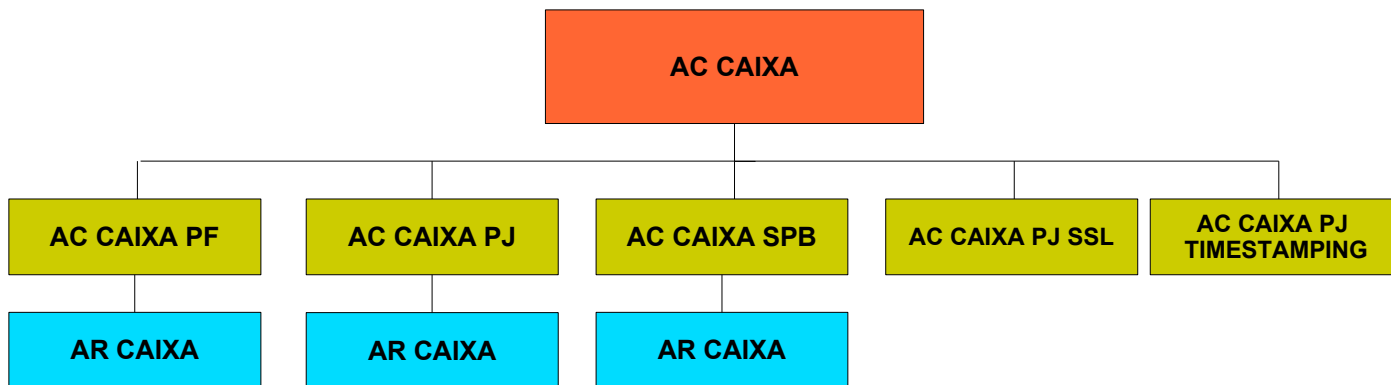 AC CAIXA
AC CAIXA PF
AC CAIXA PJ
AC CAIXA SPB
AC CAIXA PJ SSL
AC CAIXA PJ
TIMESTAMPING
AR CAIXA
AR CAIXA
AR CAIXA